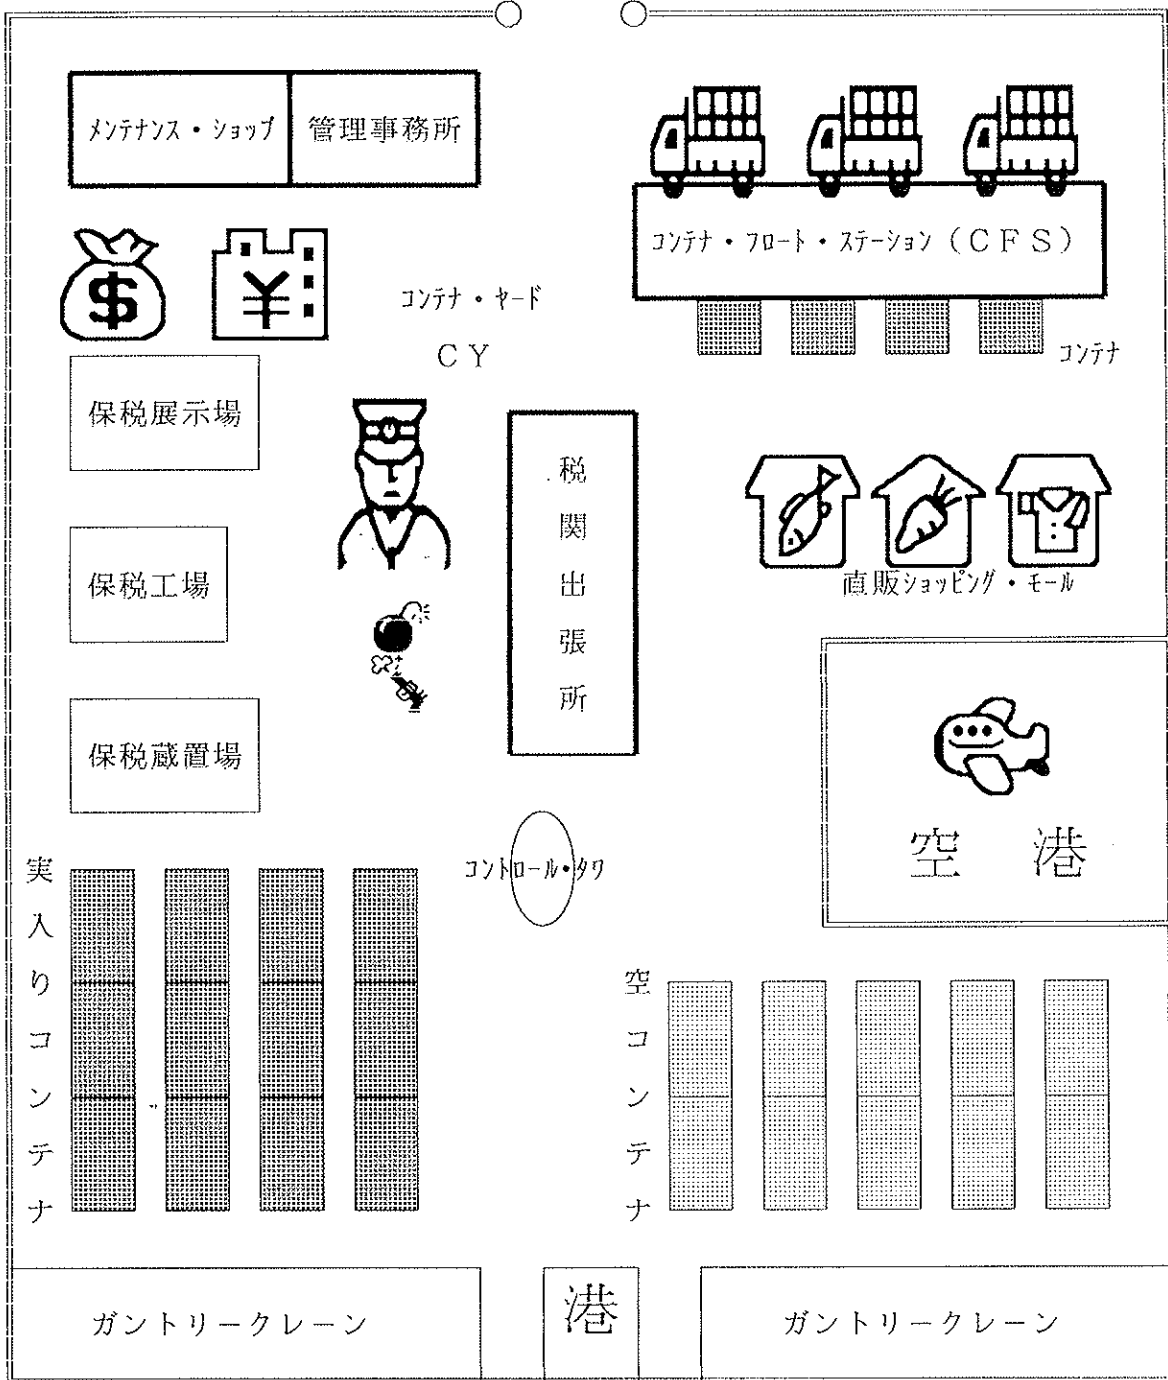 メンテナンス・ショップ
管理事務所
コンテナ・フロート・ステーション(CFS)
$
¥
コンテナ・ヤード
CY
コンテナ
保税展示場
税関出張所
直販ショッピング・モール
保税工場
保税蔵置場
空港
コントロール・タワ
実入りコンテナ
空コンテナ
ガントリークレーン
港
ガントリークレーン